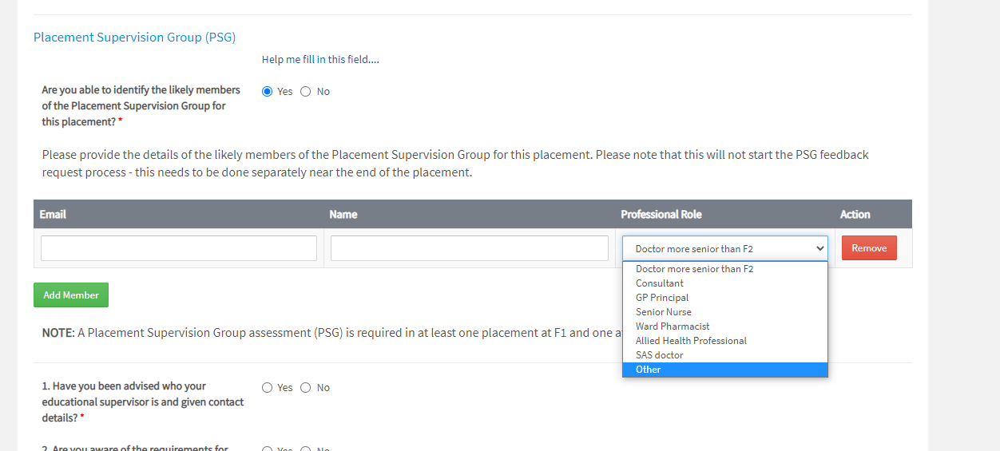 Placement Supervision Group (PSG)
Help me fill in this field....
Are you able to identify the likely members
of the Placement Supervision Group for
this placement? *
Yes No
Please provide the details of the likely members of the Placement Supervision Group for this placement. Please note that this will not start the PSG feedback
request process - this needs to be done separately near the end of the placement.
Email Name Professional Role Action
Doctor more senior than F2 Remove
Doctor more senior than F2
Consultant
GP Principal
Senior Nurse
Ward Pharmacist
Allied Health Professional
SAS doctor
Other
Add Member
NOTE: A Placement Supervision Group assessment (PSG) is required in at least one placement at F1 and one
1. Have you been advised who your
educational supervisor is and given contact
details? *
Yes No
2. Are you aware of the requirements for
Yes No